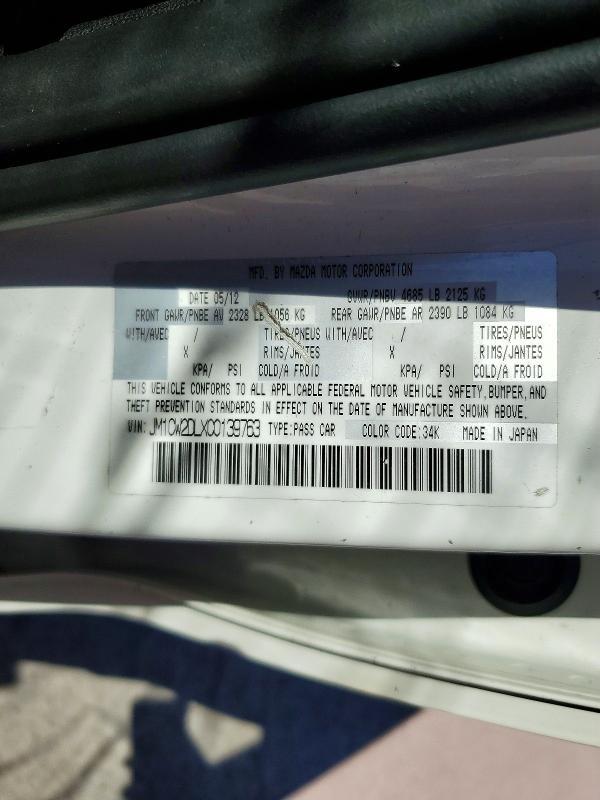 MFD. BY MAZDA MOTOR CORPORATION
DATE 05/12 GVWR/PNBV 4685 LB 2125 KG
FRONT GAWR/PNBE AV 2328 LB 1056 KG REAR GAWR/PNBE AR 2390 LB 1084 KG
WITH/AVEC / TIRES/PNEUS WITH/AVEC / TIRES/PNEUS
X RIMS/JANTES X RIMS/JANTES
KPA/ PSI COLD/A FROID KPA/ PSI COLD/A FROID
THIS VEHICLE CONFORMS TO ALL APPLICABLE FEDERAL MOTOR VEHICLE SAFETY, BUMPER, AND
THEFT PREVENTION STANDARDS IN EFFECT ON THE DATE OF MANUFACTURE SHOWN ABOVE.
VIN: JM1CW2DLXC0139763 TYPE:PASS CAR COLOR CODE:34K MADE IN JAPAN